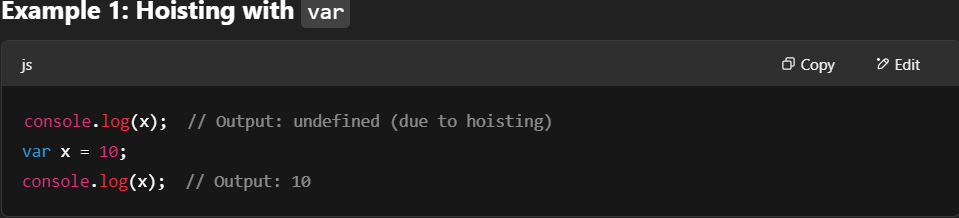 Example 1: Hoisting with var
js Copy Edit
console.log(x);  // Output: undefined (due to hoisting)
var x = 10;
console.log(x);  // Output: 10